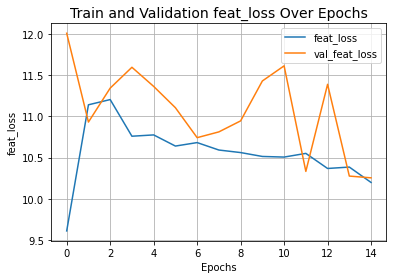 Train and Validation feat_loss Over Epochs
feat_loss
val_feat_loss
12.0
11.5
11.0
10.5
10.0
9.5
feat_loss
0 2 4 6 8 10 12 14
Epochs